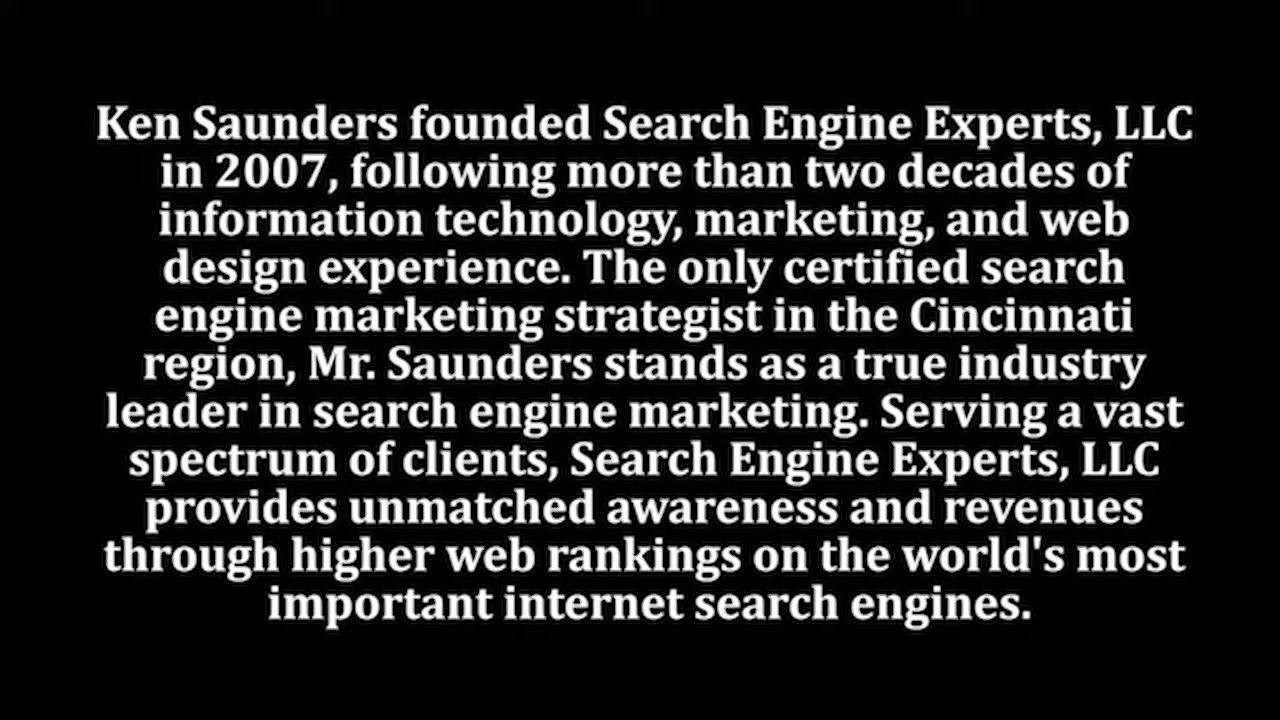 Ken Saunders founded Search Engine Experts, LLC
in 2007, following more than two decades of
information technology, marketing, and web
design experience. The only certified search
engine marketing strategist in the Cincinnati
region, Mr. Saunders stands as a true industry
leader in search engine marketing. Serving a vast
spectrum of clients, Search Engine Experts, LLC
provides unmatched awareness and revenues
through higher web rankings on the world's most
important internet search engines.